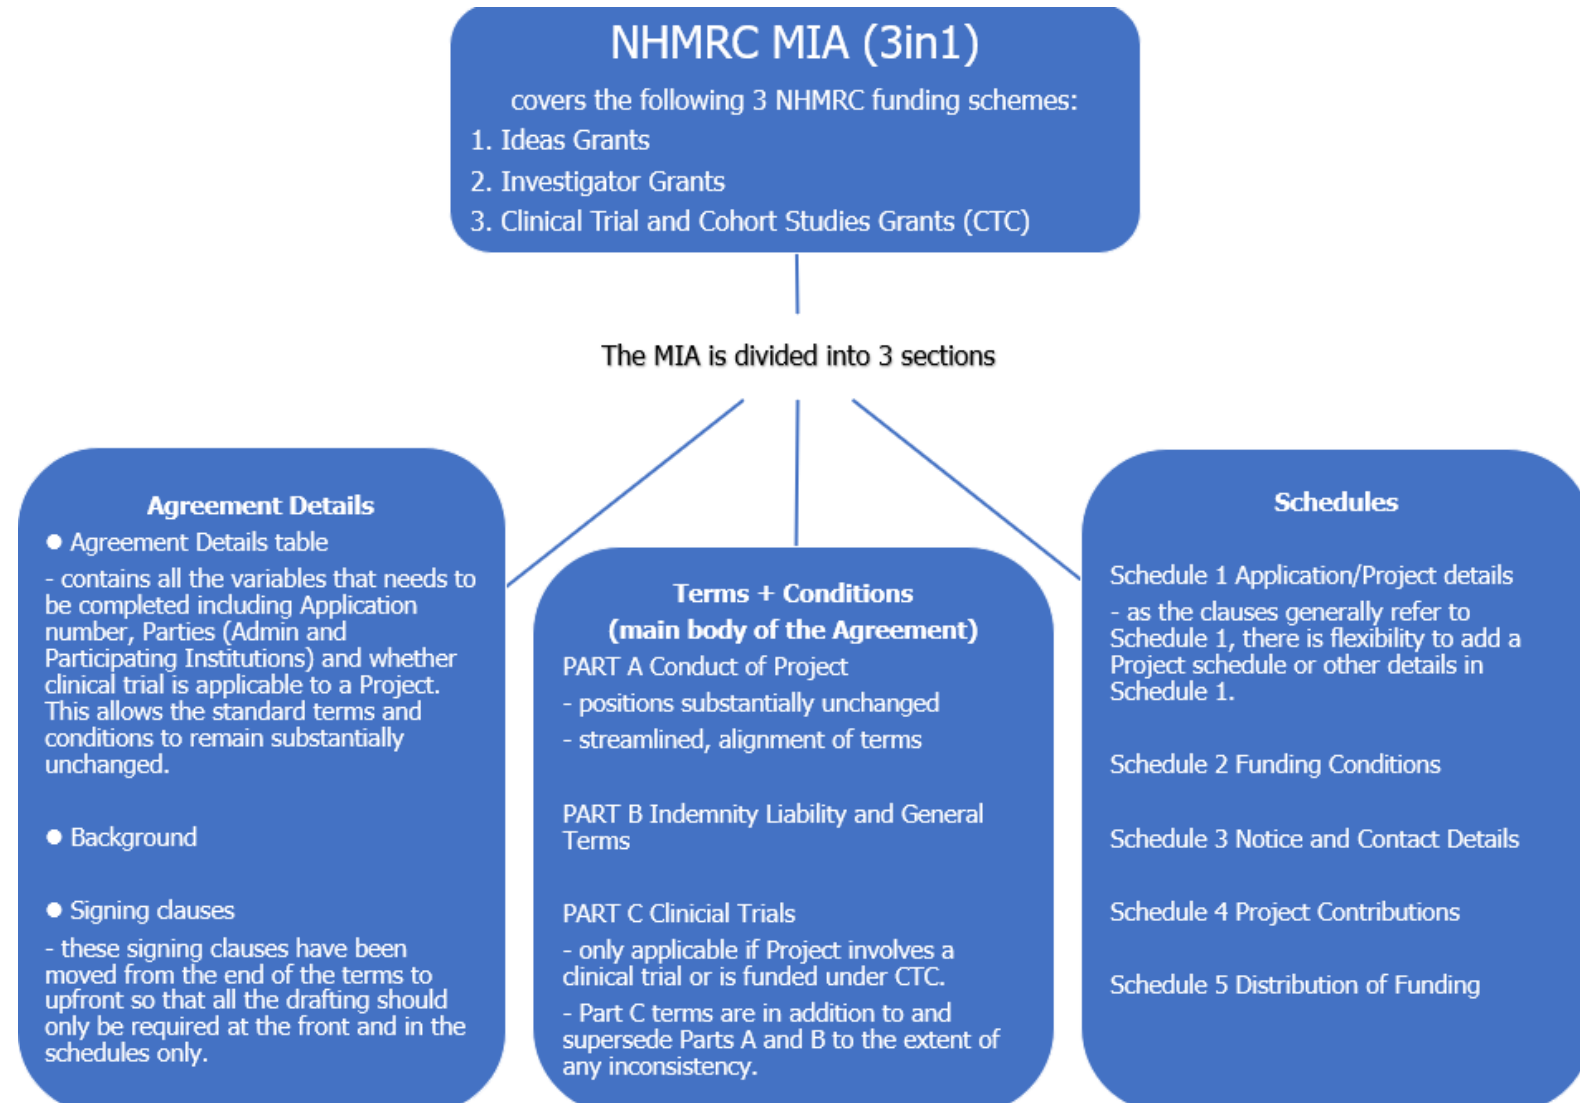 NHMRC MIA (3in1)
covers the following 3 NHMRC funding schemes:
1. Ideas Grants
2. Investigator Grants
3. Clinical Trial and Cohort Studies Grants (CTC)
The MIA is divided into 3 sections
Agreement Details
● Agreement Details table
- contains all the variables that needs to
be completed including Application
number, Parties (Admin and
Participating Institutions) and whether
clinical trial is applicable to a Project.
This allows the standard terms and
conditions to remain substantially
unchanged.
● Background
● Signing clauses
- these signing clauses have been
moved from the end of the terms to
upfront so that all the drafting should
only be required at the front and in the
schedules only.
Terms + Conditions
(main body of the Agreement)
PART A Conduct of Project
- positions substantially unchanged
- streamlined, alignment of terms
PART B Indemnity Liability and General
Terms
PART C Clinicial Trials
- only applicable if Project involves a
clinical trial or is funded under CTC.
- Part C terms are in addition to and
supersede Parts A and B to the extent of
any inconsistency.
Schedules
Schedule 1 Application/Project details
- as the clauses generally refer to
Schedule 1, there is flexibility to add a
Project schedule or other details in
Schedule 1.
Schedule 2 Funding Conditions
Schedule 3 Notice and Contact Details
Schedule 4 Project Contributions
Schedule 5 Distribution of Funding